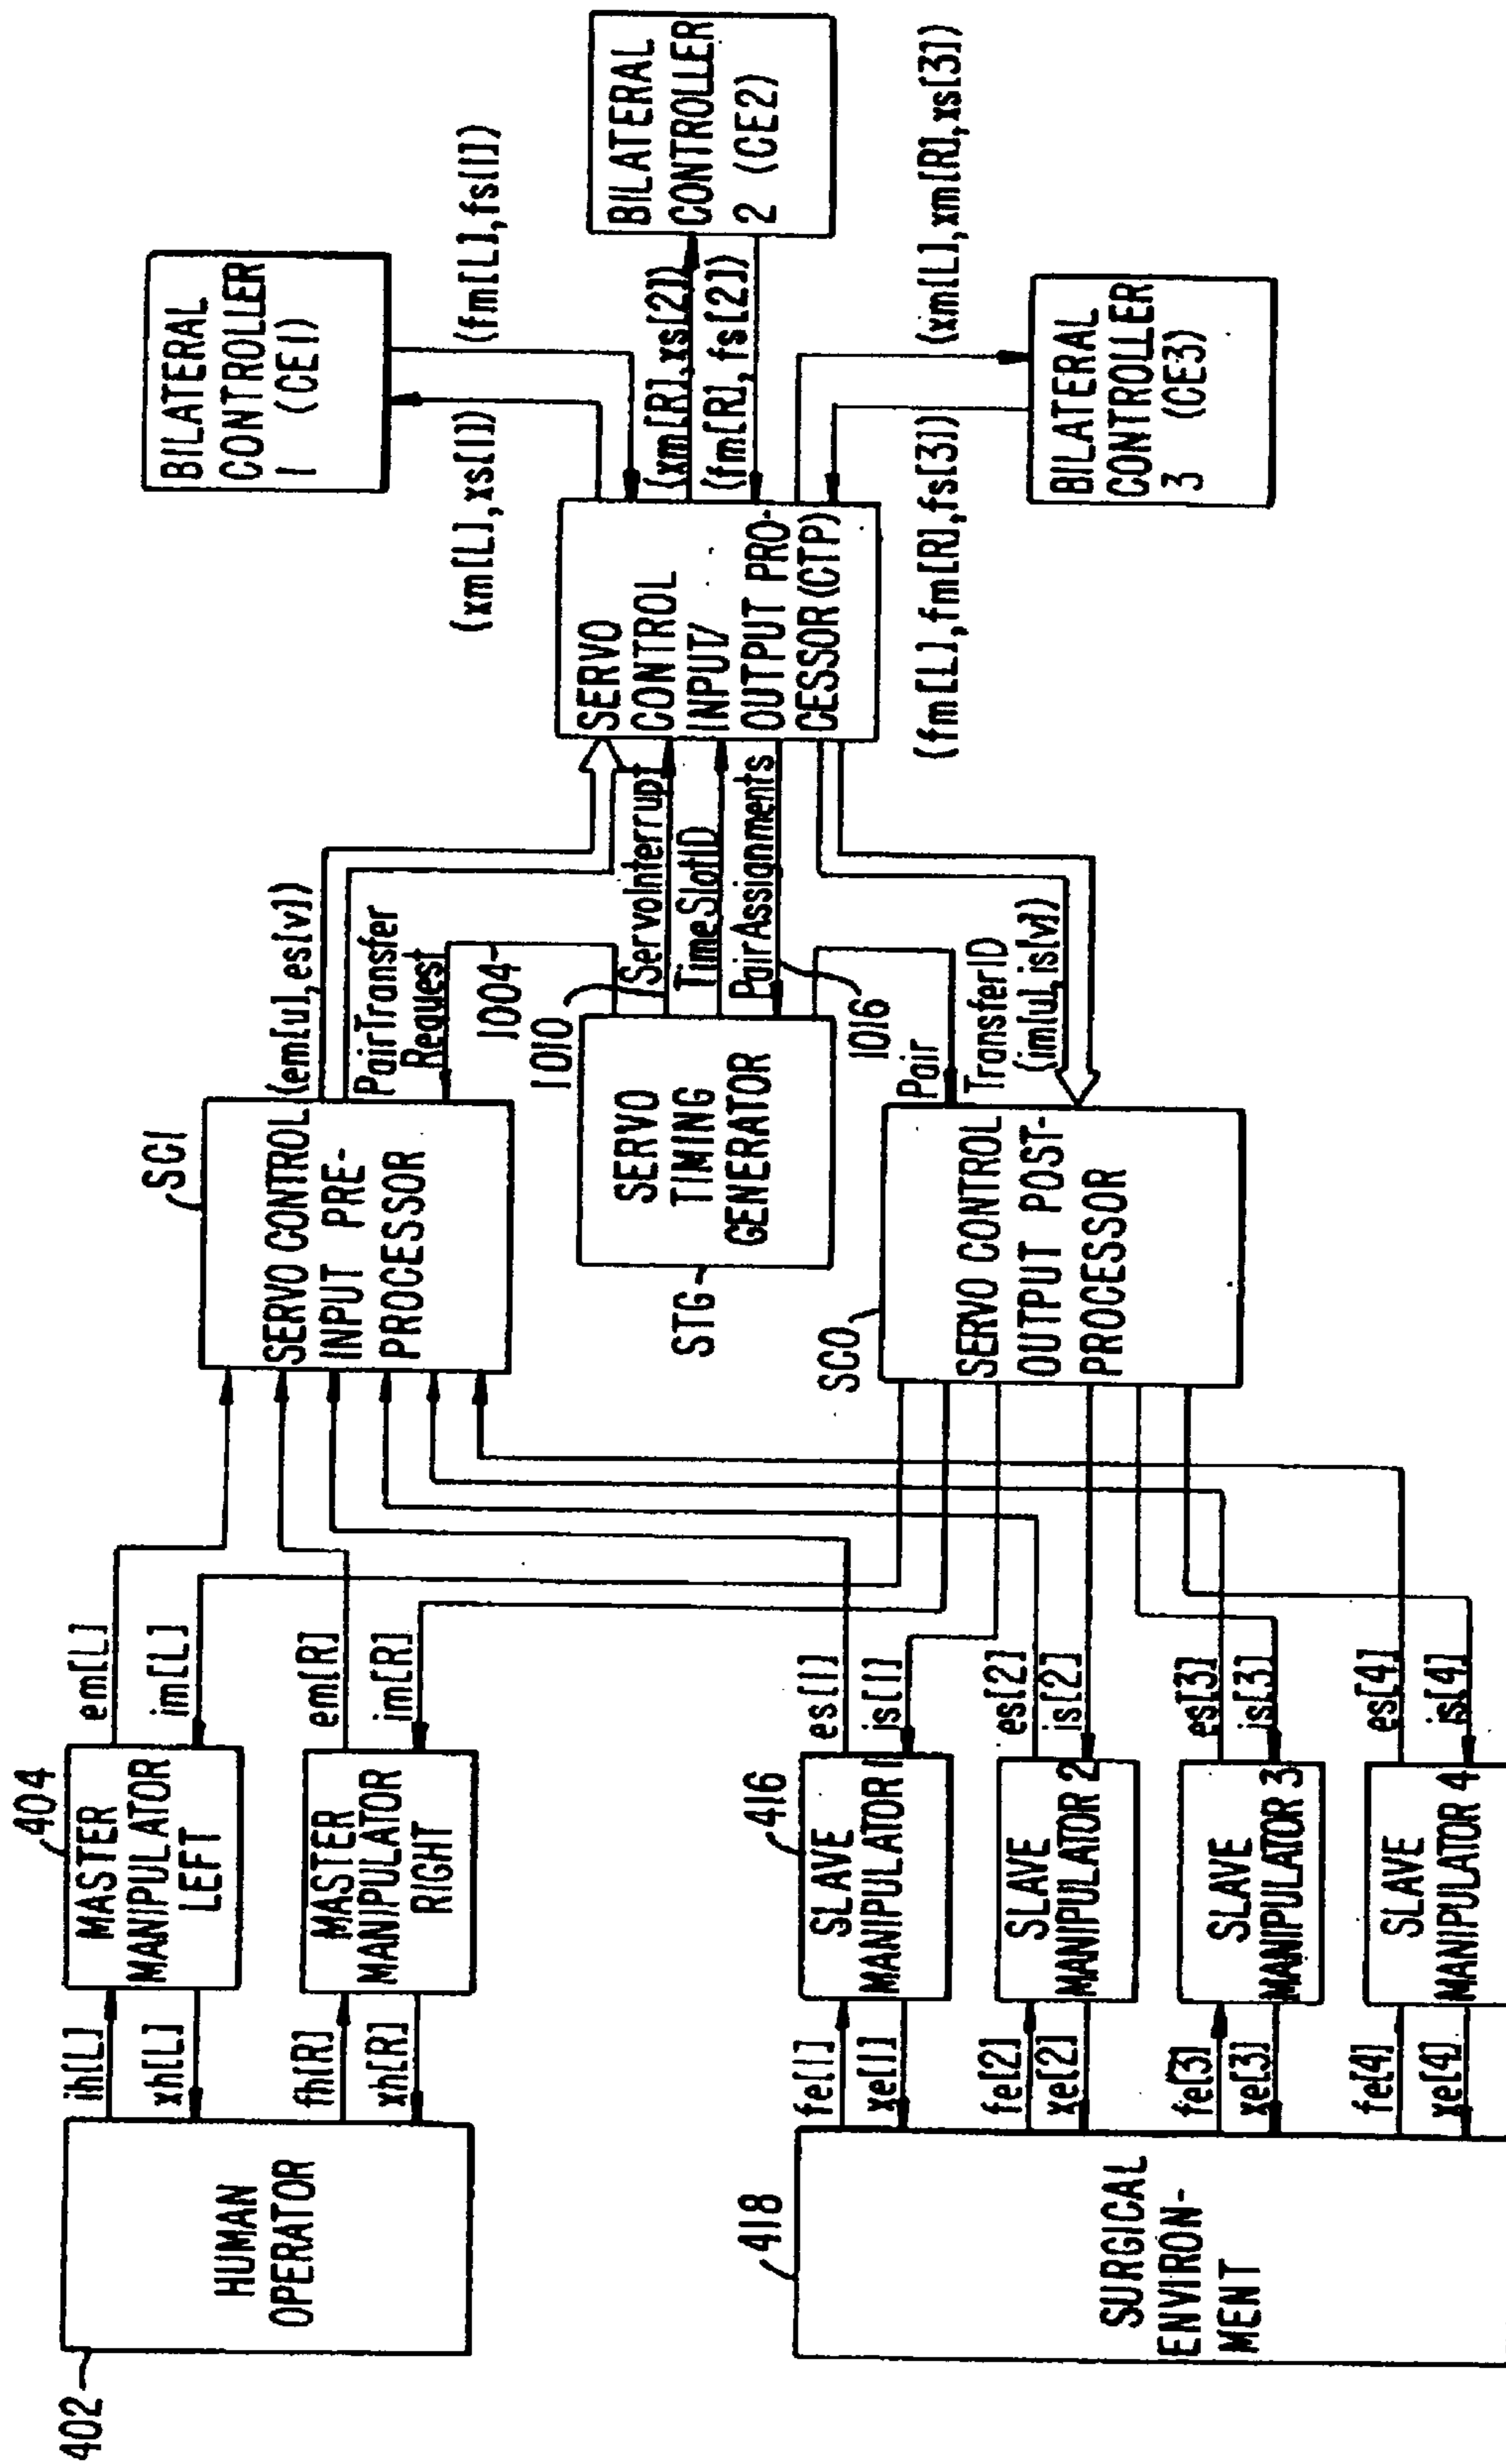 402
HUMAN
OPERATOR
ih[L]
xh[L]
fh[R]
xh[R]
404
MASTER
MANIPULATOR
LEFT
MASTER
MANIPULATOR
RIGHT
em[L]
im[L]
em[R]
im[R]
418
SURGICAL
ENVIRON-
MENT
fe[1]
xe[1]
fe[2]
xe[2]
fe[3]
xe[3]
fe[4]
xe[4]
416
SLAVE
MANIPULATOR 1
SLAVE
MANIPULATOR 2
SLAVE
MANIPULATOR 3
SLAVE
MANIPULATOR 4
es[1]
is[1]
es[2]
is[2]
es[3]
is[3]
es[4]
is[4]
SCI
SERVO CONTROL
INPUT PRE-
PROCESSOR
STG
SERVO
TIMING
GENERATOR
SCO
SERVO CONTROL
OUTPUT POST-
PROCESSOR
(em[u],es[v])
PairTransfer
Request
1004
1010
ServoInterrupt
TimeSlotID
PairAssignments
1016
Pair
TransferID
(im[u],is[v])
SERVO
CONTROL
INPUT/
OUTPUT PRO-
CESSOR(CTP)
(xm[L],xs[1])
(fm[L],fs[1])
(xm[R],xs[2])
(fm[R],fs[2])
(fm[L],fm[R],fs[3])
(xm[L],xm[R],xs[3])
BILATERAL
CONTROLLER
1 (CE1)
BILATERAL
CONTROLLER
2 (CE2)
BILATERAL
CONTROLLER
3 (CE3)